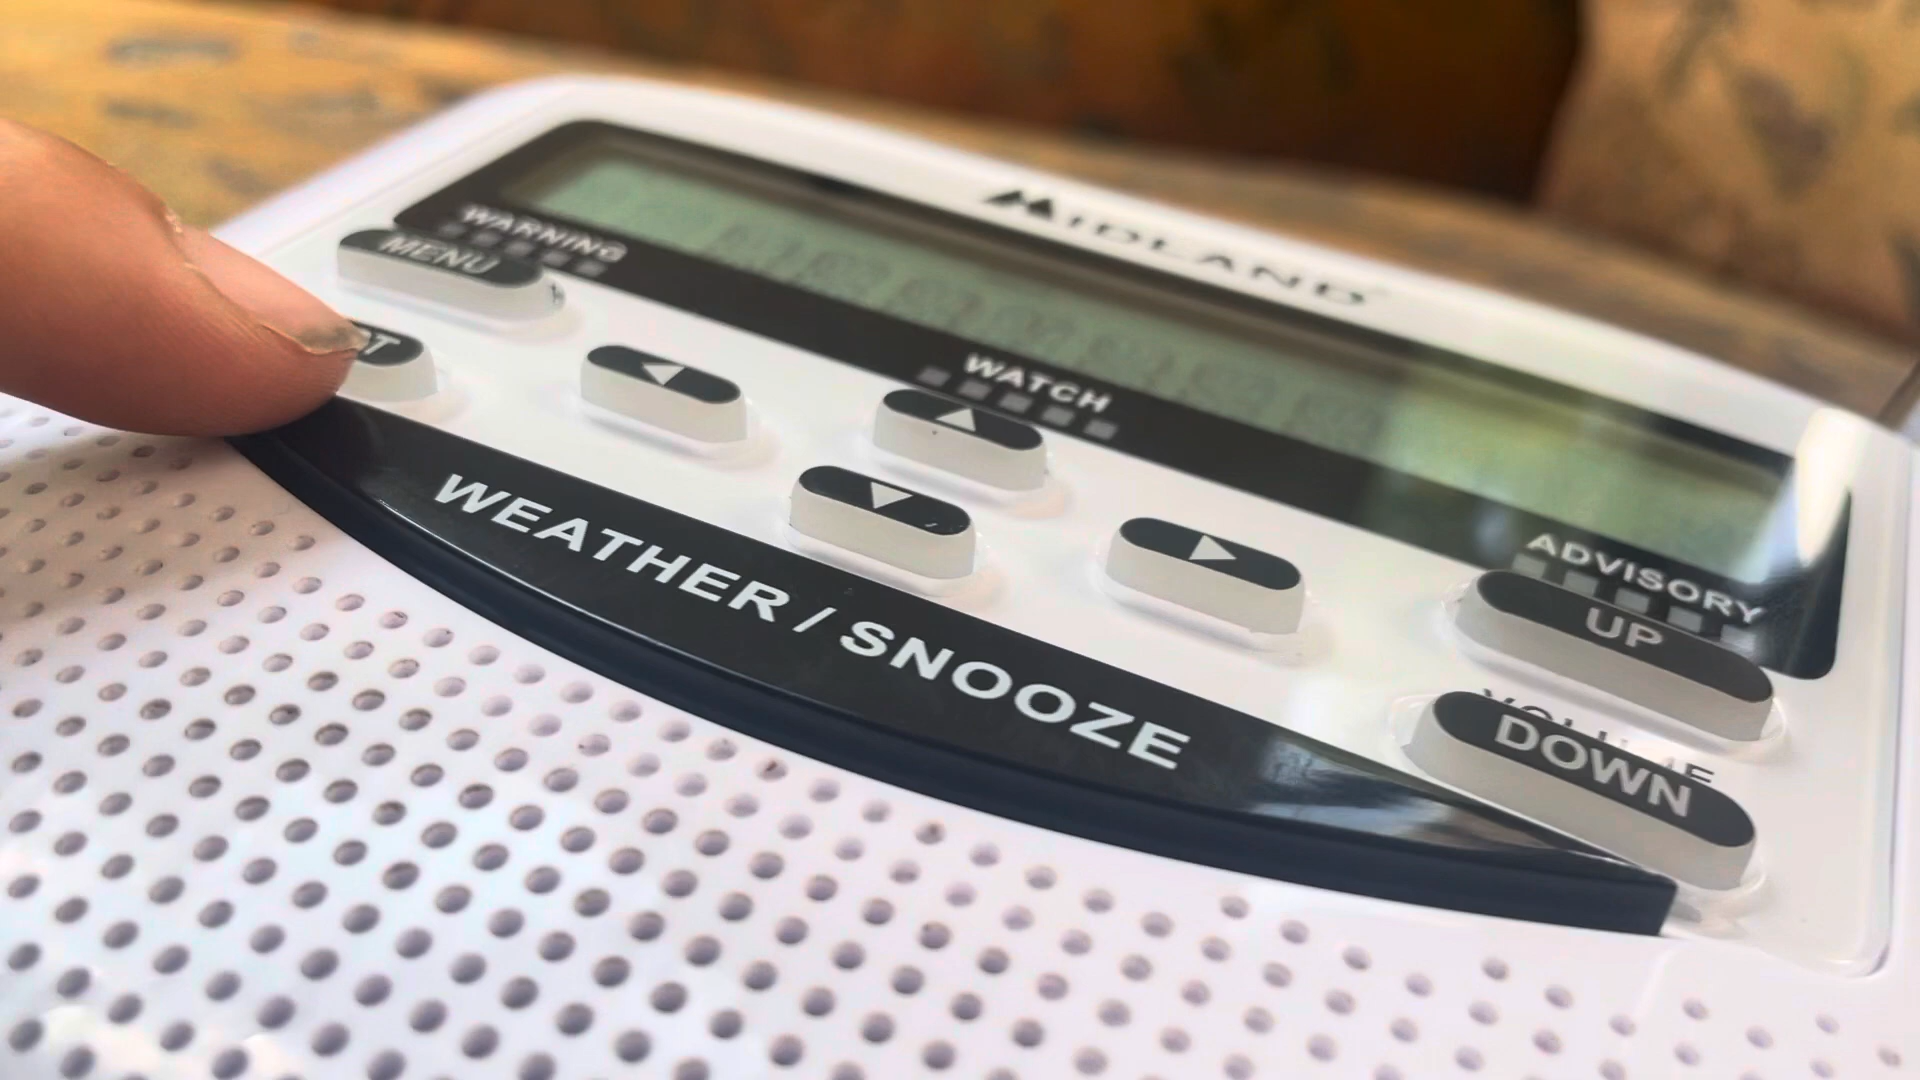 MIDLAND
WARNING
MENU
WATCH
ADVISORY
UP
DOWN
WEATHER / SNOOZE